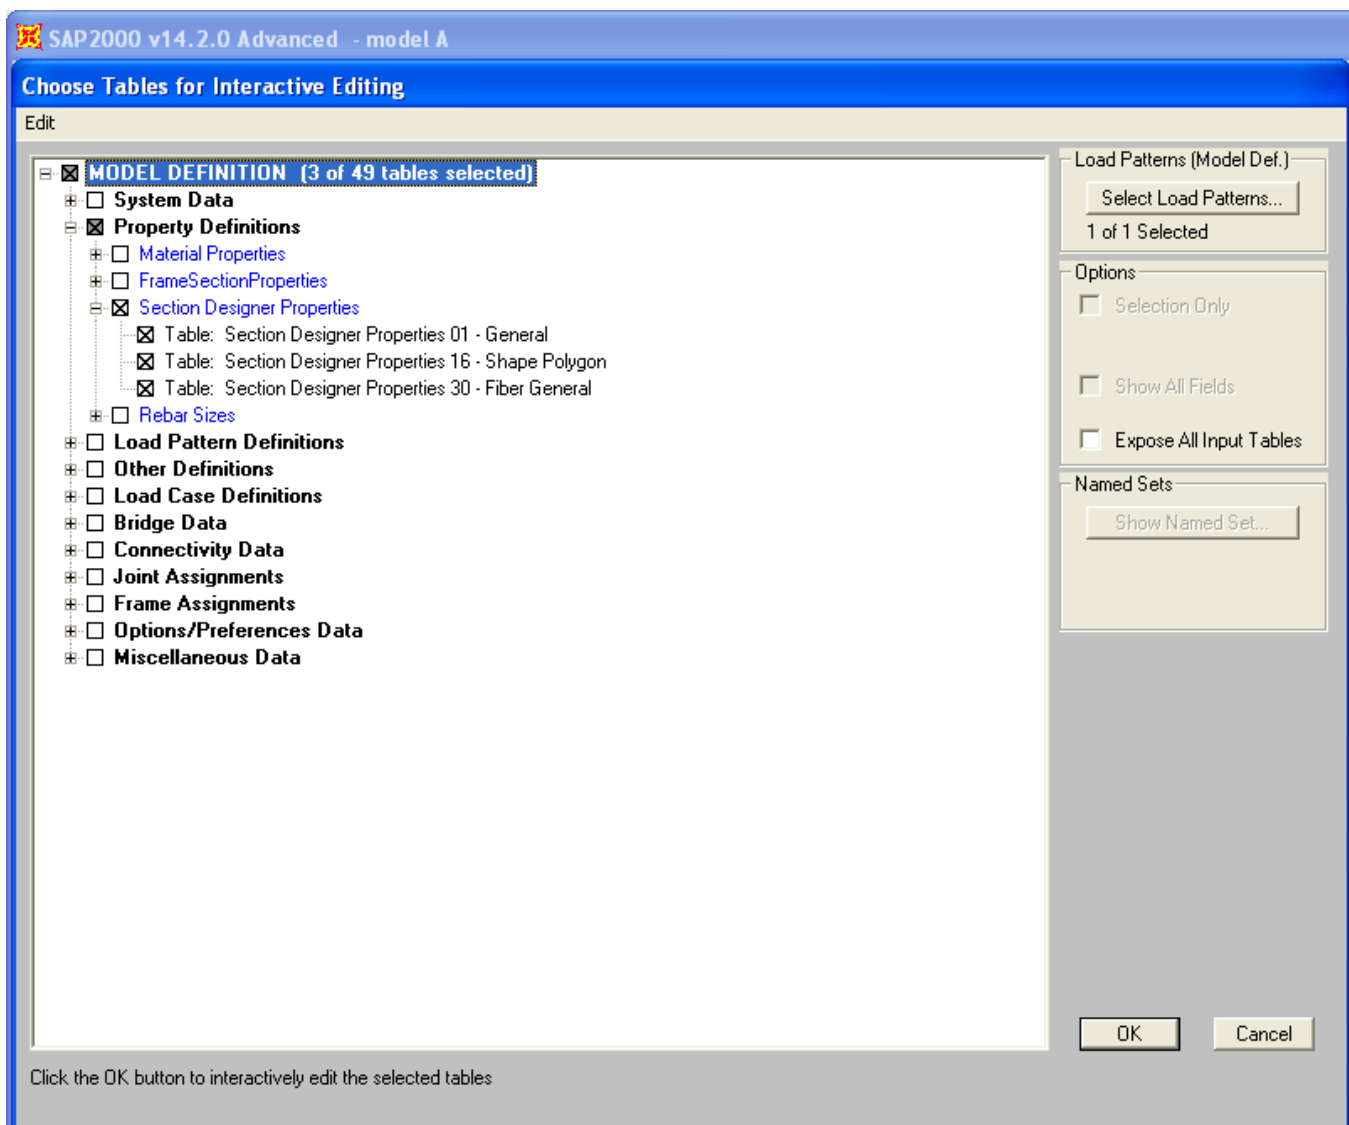 SAP2000 v14.2.0 Advanced - model A
Choose Tables for Interactive Editing
Edit
MODEL DEFINITION (3 of 49 tables selected)
System Data
Property Definitions
Material Properties
FrameSectionProperties
Section Designer Properties
Table: Section Designer Properties 01 - General
Table: Section Designer Properties 16 - Shape Polygon
Table: Section Designer Properties 30 - Fiber General
Rebar Sizes
Load Pattern Definitions
Other Definitions
Load Case Definitions
Bridge Data
Connectivity Data
Joint Assignments
Frame Assignments
Options/Preferences Data
Miscellaneous Data
Load Patterns (Model Def.)
Select Load Patterns...
1 of 1 Selected
Options
Selection Only
Show All Fields
Expose All Input Tables
Named Sets
Show Named Set...
OK
Cancel
Click the OK button to interactively edit the selected tables